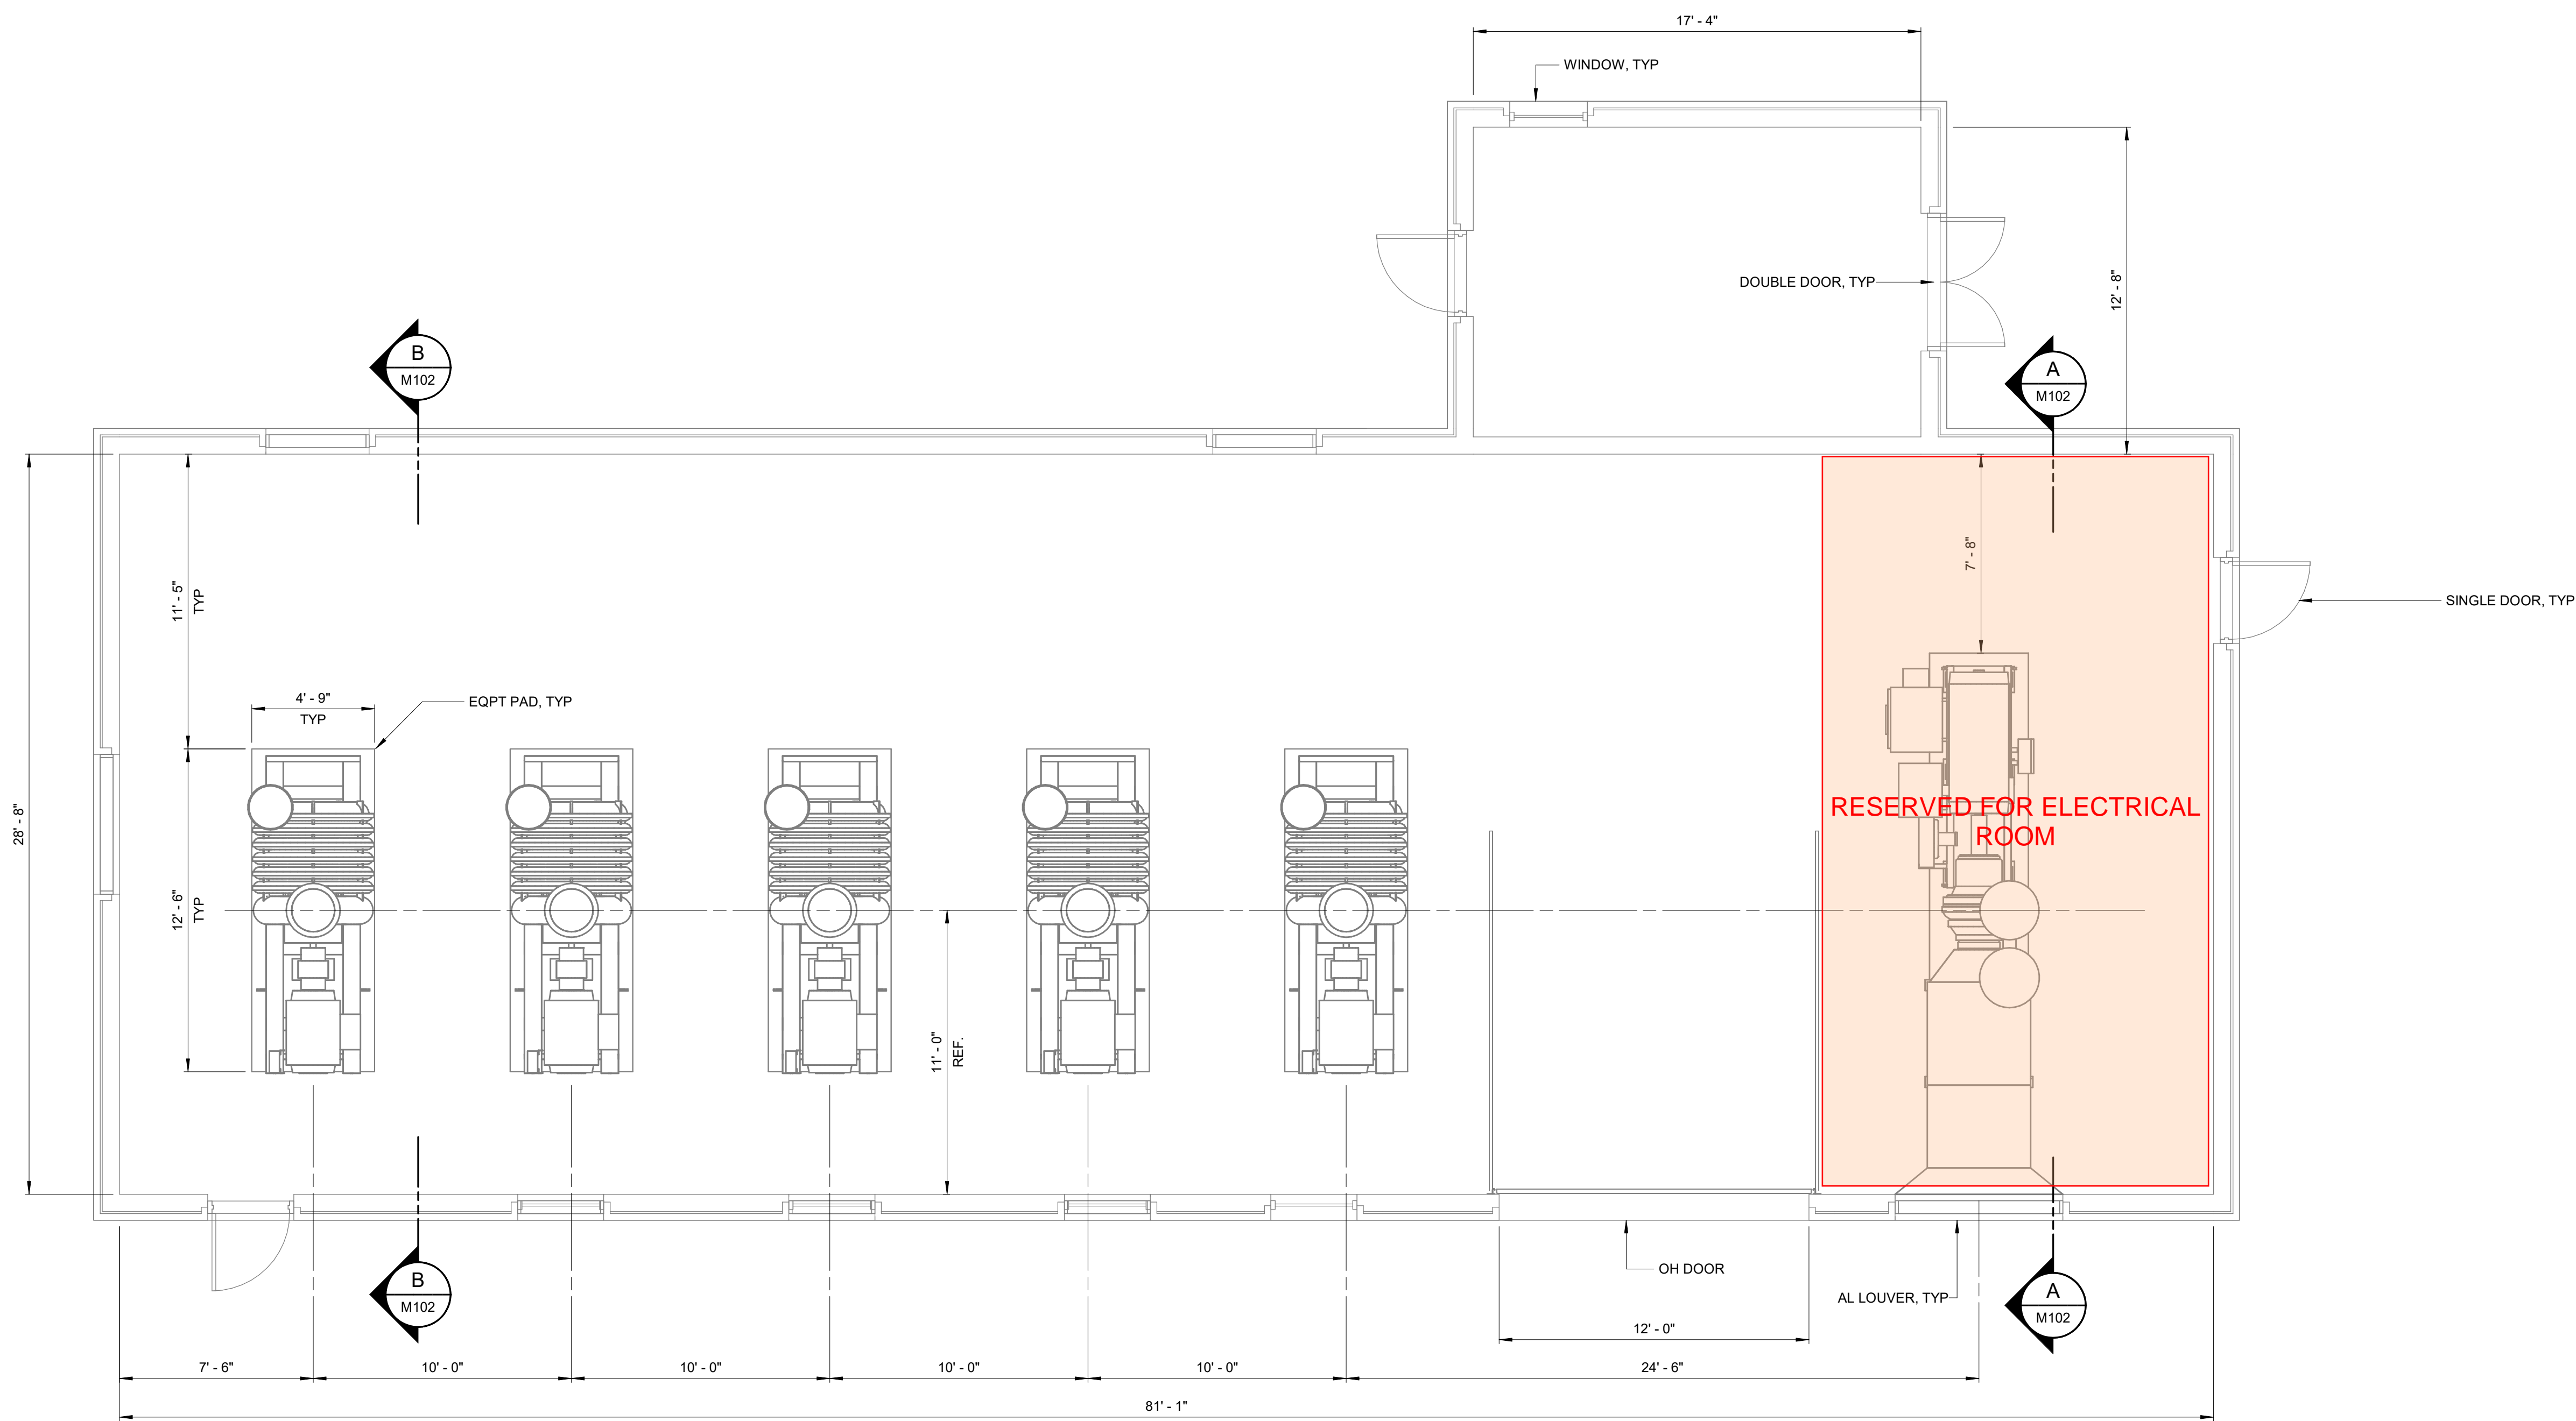 17' - 4"
WINDOW, TYP
DOUBLE DOOR, TYP
12' - 8"
B
M102
A
M102
7' - 8"
11' - 5"
TYP
SINGLE DOOR, TYP
4' - 9"
TYP
EQPT PAD, TYP
28' - 8"
12' - 6"
TYP
RESERVED FOR ELECTRICAL
ROOM
11' - 0"
REF.
B
M102
OH DOOR
AL LOUVER, TYP
A
M102
12' - 0"
7' - 6"
10' - 0"
10' - 0"
10' - 0"
10' - 0"
24' - 6"
81' - 1"